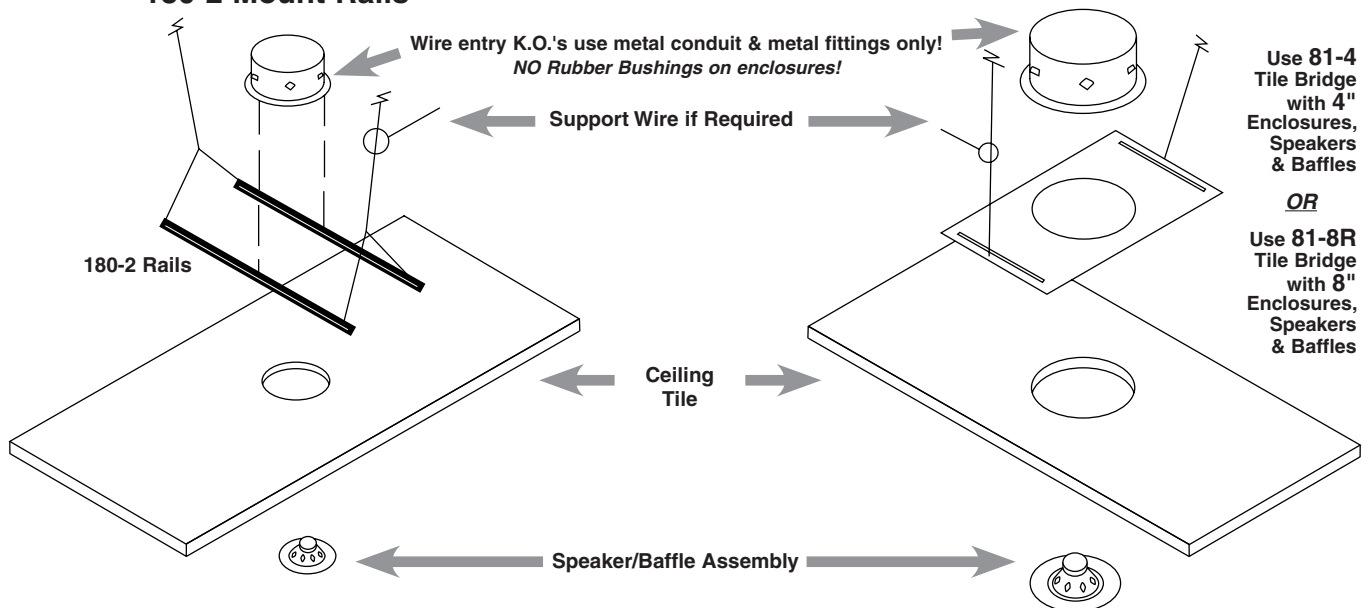 180-2 Mount Rails
Wire entry K.O.'s use metal conduit & metal fittings only!
NO Rubber Bushings on enclosures!
Support Wire if Required
180-2 Rails
Use 81-4
Tile Bridge
with 4"
Enclosures,
Speakers
& Baffles
OR
Use 81-8R
Tile Bridge
with 8"
Enclosures,
Speakers
& Baffles
Ceiling
Tile
Speaker/Baffle Assembly